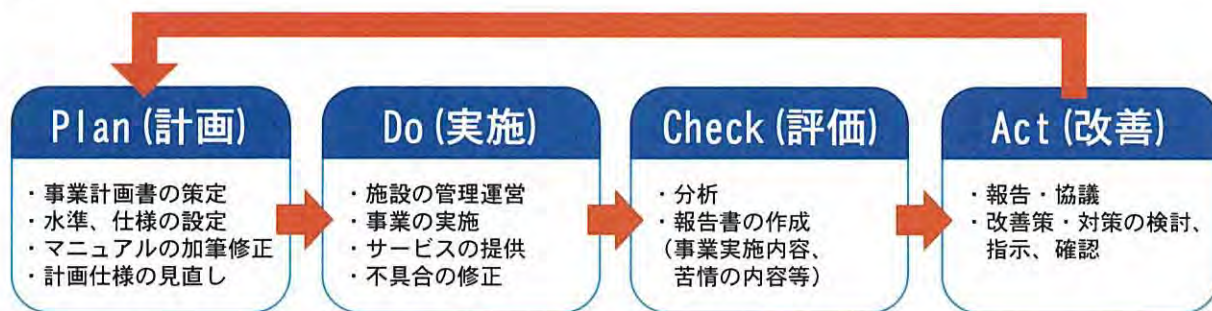 Plan(計画)
・事業計画書の策定
・水準、仕様の設定
・マニュアルの加筆修正
・計画仕様の見直し
Do(実施)
・施設の管理運営
・事業の実施
・サービスの提供
・不具合の修正
Check(評価)
・分析
・報告書の作成
(事業実施内容、
苦情の内容等)
Act(改善)
・報告・協議
・改善策・対策の検討、
指示、確認